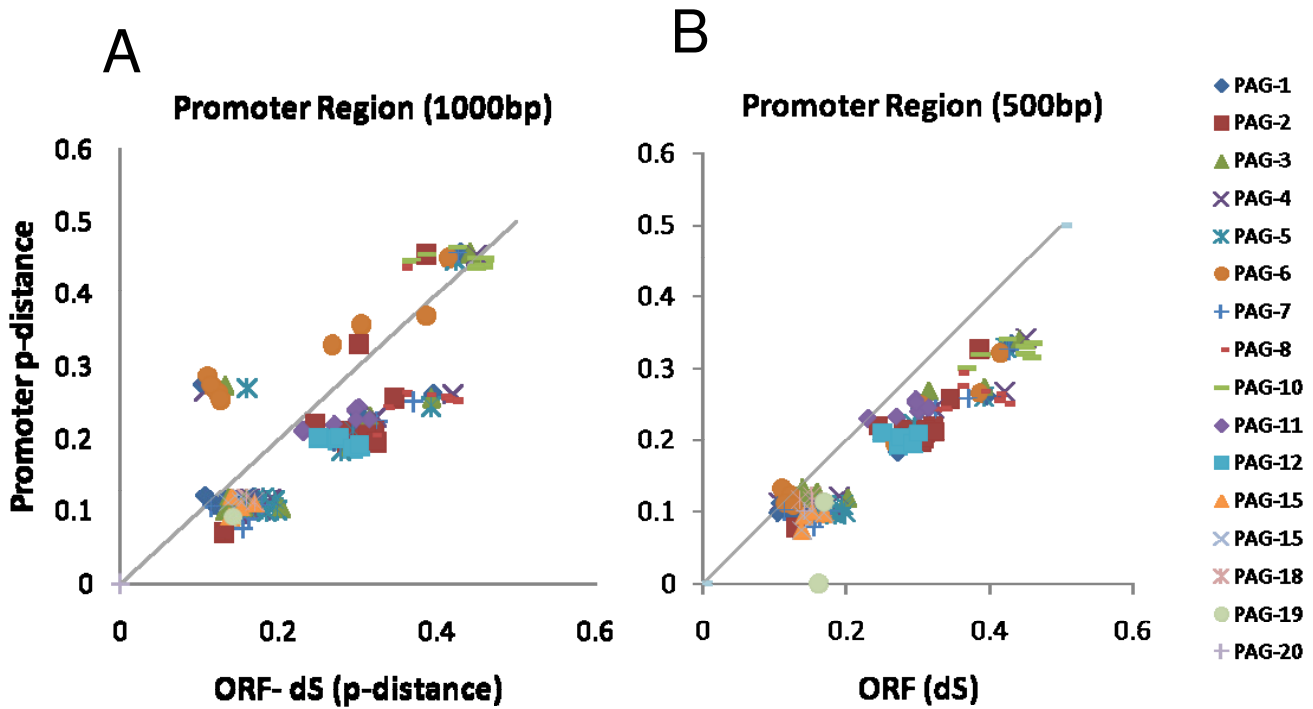 A
B
Promoter Region (1000bp)
Promoter Region (500bp)
Promoter p-distance
0.6
0.5
0.4
0.3
0.2
0.1
0
0
0.2
0.4
0.6
ORF- dS (p-distance)
0.6
0.5
0.4
0.3
0.2
0.1
0
0
0.2
0.4
0.6
ORF (dS)
PAG-1
PAG-2
PAG-3
PAG-4
PAG-5
PAG-6
PAG-7
PAG-8
PAG-10
PAG-11
PAG-12
PAG-15
PAG-15
PAG-18
PAG-19
PAG-20